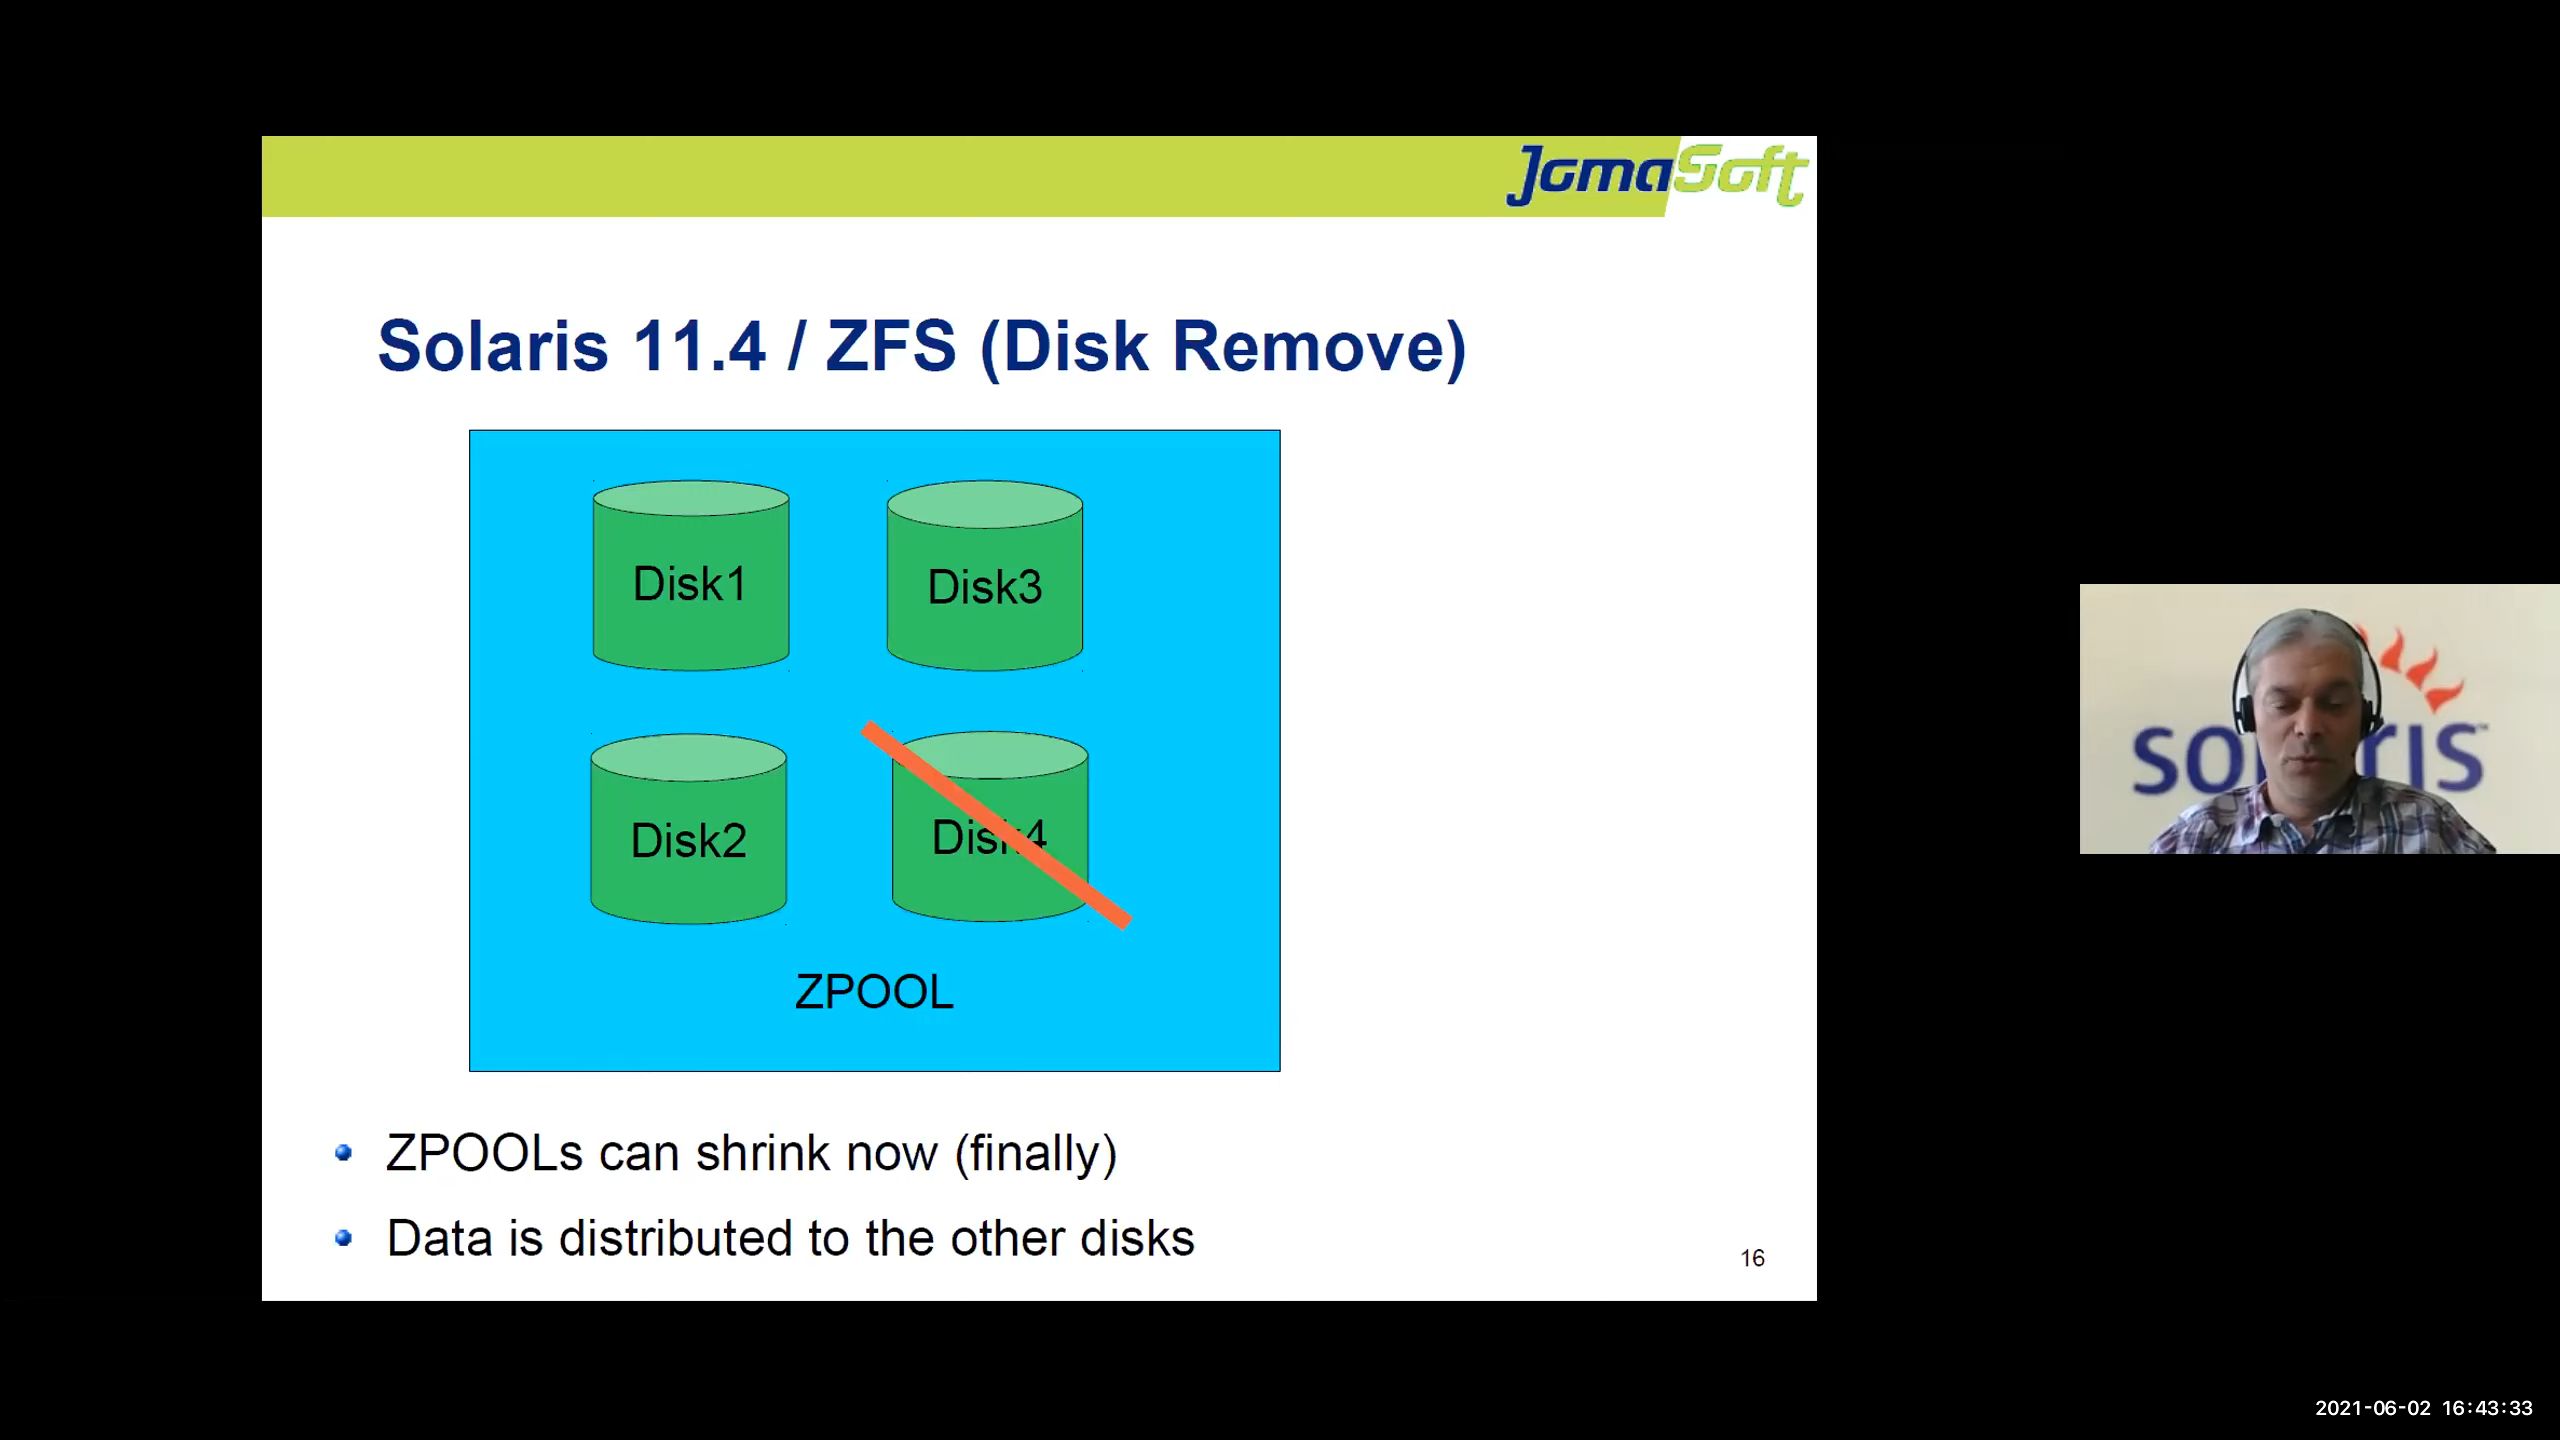 JomaSoft
Solaris 11.4 / ZFS (Disk Remove)
Disk1
Disk3
Disk2
Disk4
ZPOOL
ZPOOLs can shrink now (finally)
Data is distributed to the other disks
16
2021-06-02 16:43:33